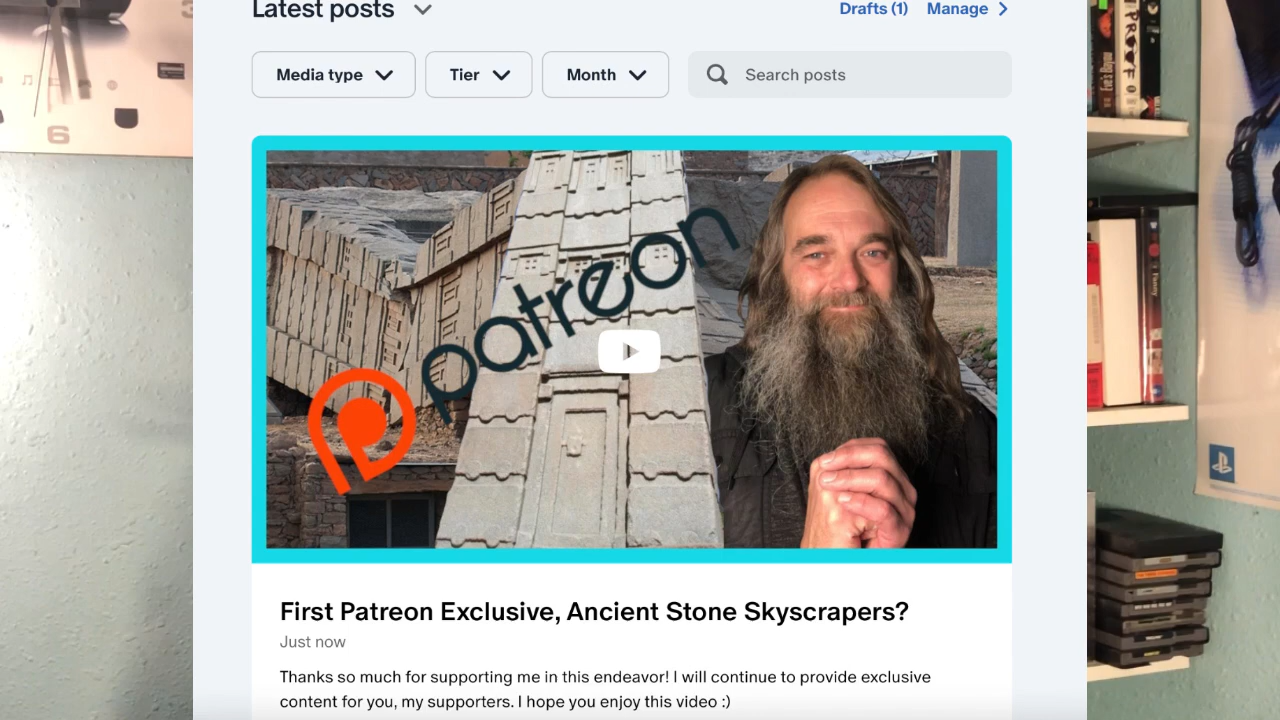 Latest posts
Drafts (1)
Manage
Media type
Tier
Month
Search posts
patreon
First Patreon Exclusive, Ancient Stone Skyscrapers?
Just now
Thanks so much for supporting me in this endeavor! I will continue to provide exclusive
content for you, my supporters. I hope you enjoy this video :)
6
PROOF